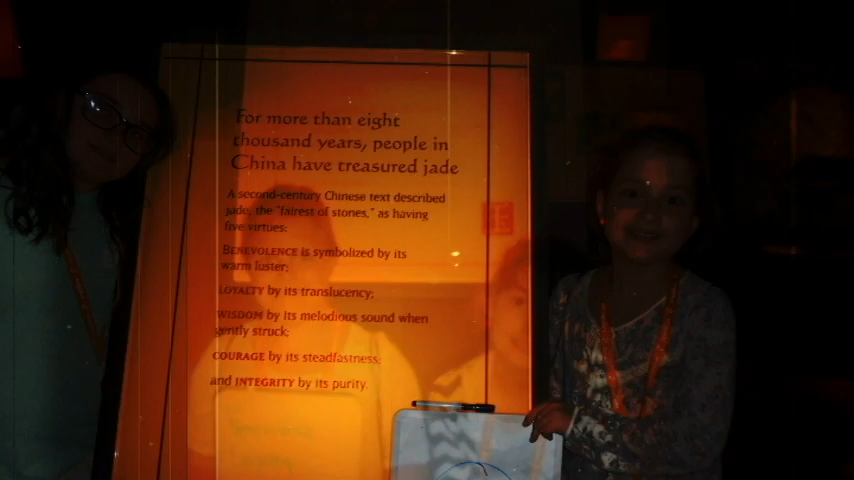 For more than eight
thousand years, people in
China have treasured jade
A second-century Chinese text described
jade, the "fairest of stones," as having
five virtues:
BENEVOLENCE is symbolized by its
warm luster;
LOYALTY by its translucency;
WISDOM by its melodious sound when
gently struck;
COURAGE by its steadfastness;
and INTEGRITY by its purity.